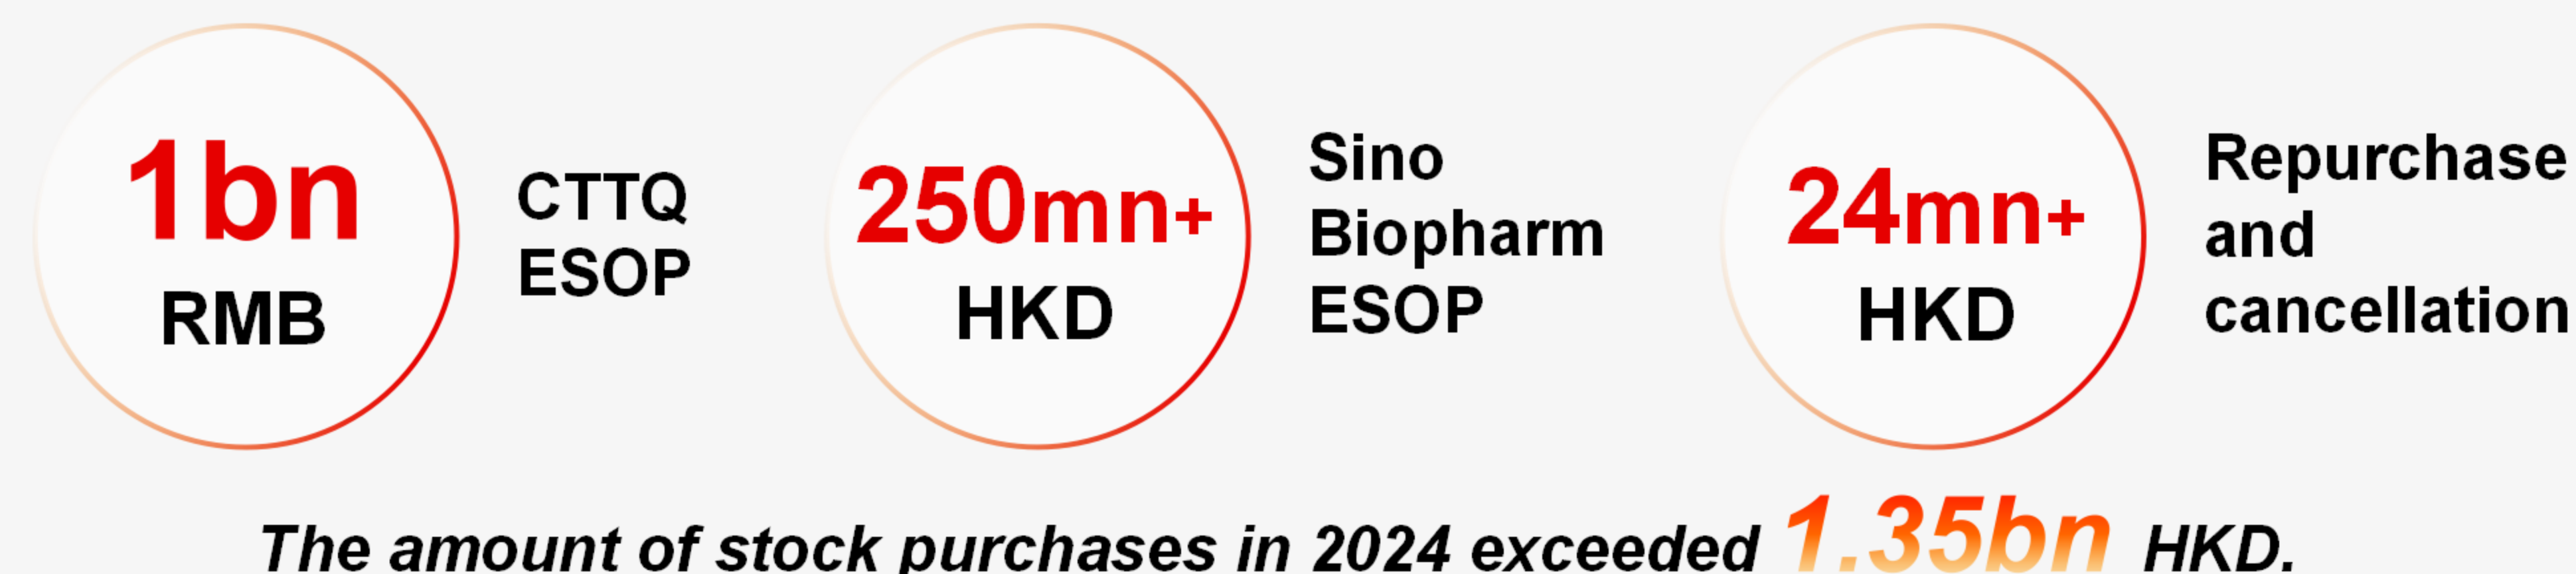 1bn
RMB
CTTQ
ESOP
250mn+
HKD
Sino
Biopharm
ESOP
24mn+
HKD
Repurchase
and
cancellation
The amount of stock purchases in 2024 exceeded 1.35bn HKD.